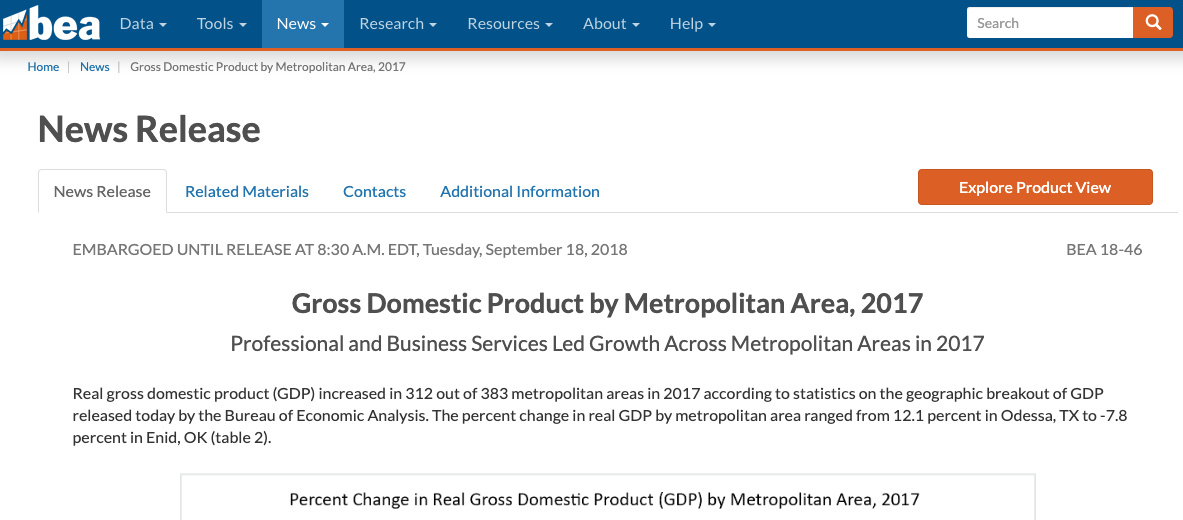 bea Data Tools News Research Resources About Help Search
Home | News | Gross Domestic Product by Metropolitan Area, 2017
News Release
News Release Related Materials Contacts Additional Information Explore Product View
EMBARGOED UNTIL RELEASE AT 8:30 A.M. EDT, Tuesday, September 18, 2018 BEA 18-46
Gross Domestic Product by Metropolitan Area, 2017
Professional and Business Services Led Growth Across Metropolitan Areas in 2017
Real gross domestic product (GDP) increased in 312 out of 383 metropolitan areas in 2017 according to statistics on the geographic breakout of GDP
released today by the Bureau of Economic Analysis. The percent change in real GDP by metropolitan area ranged from 12.1 percent in Odessa, TX to -7.8
percent in Enid, OK (table 2).
Percent Change in Real Gross Domestic Product (GDP) by Metropolitan Area, 2017